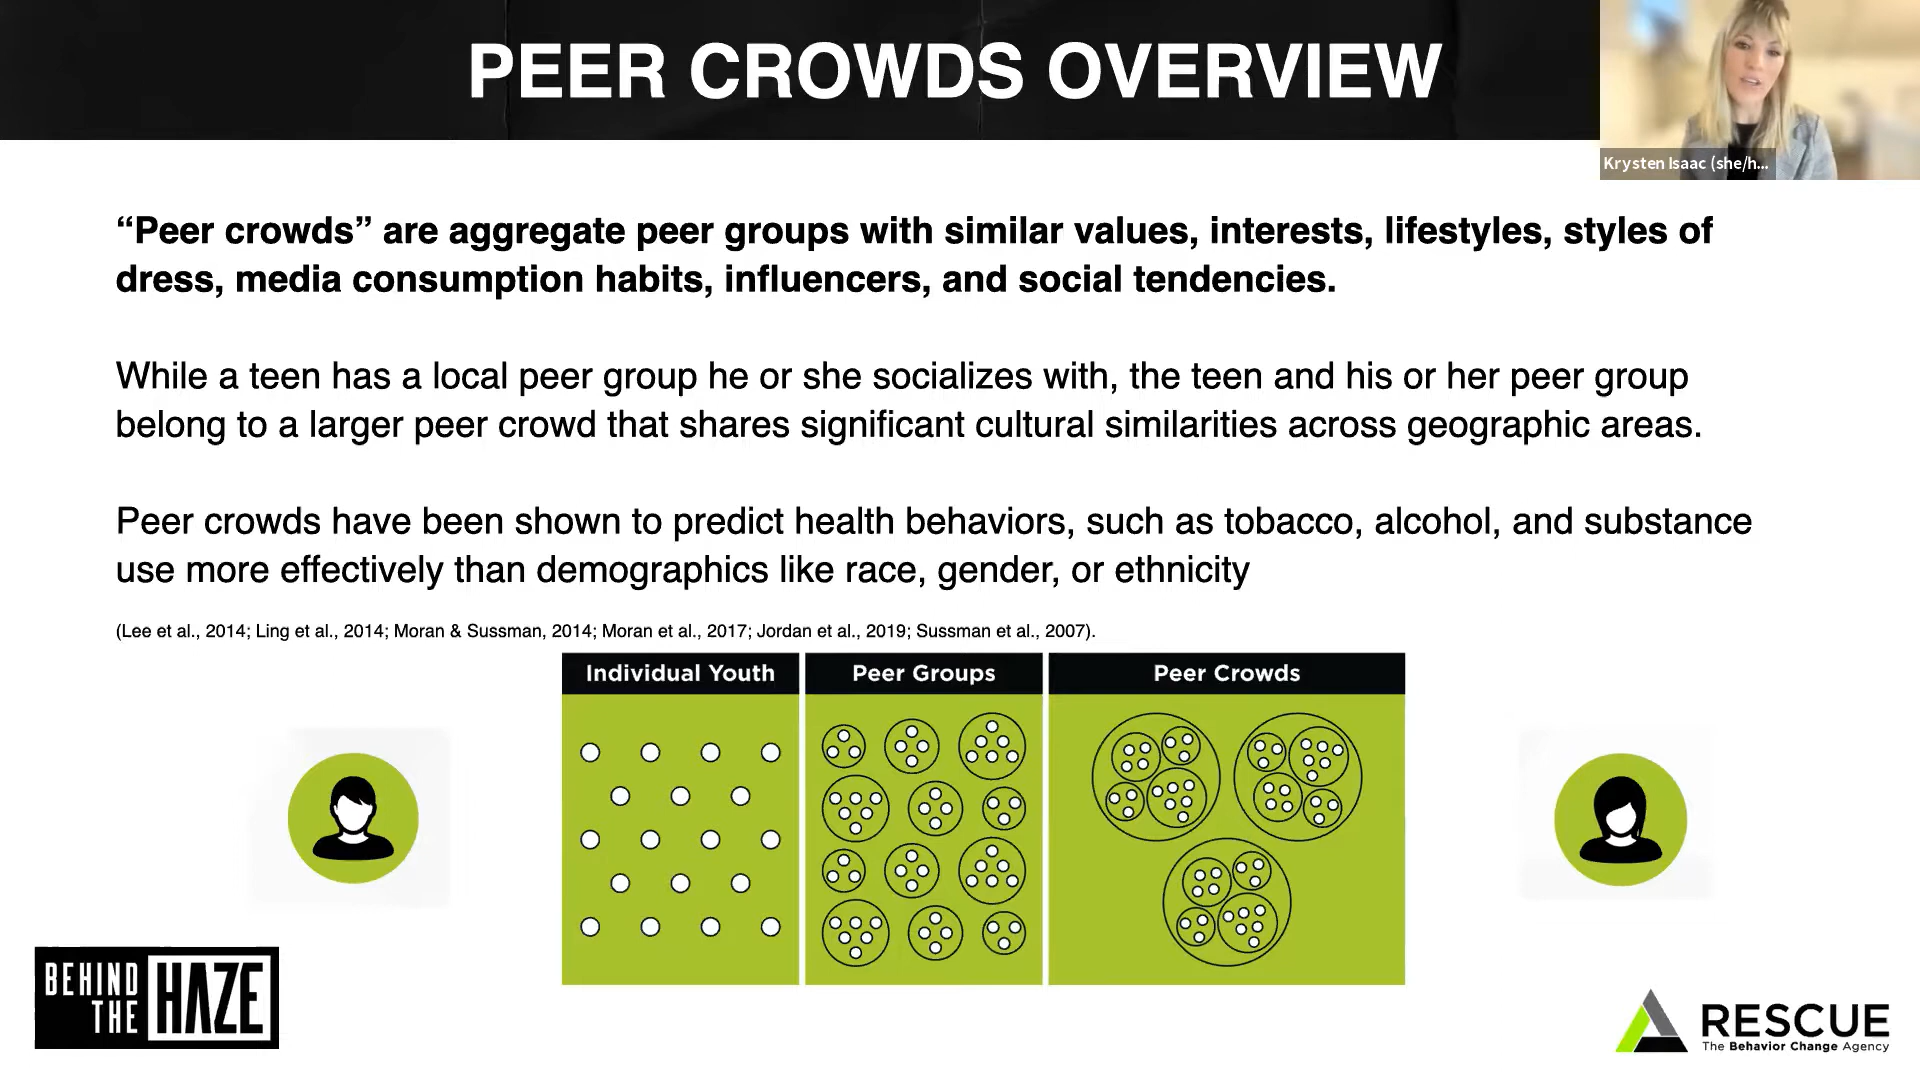 PEER CROWDS OVERVIEW
Krysten Isaac (she/h...
“Peer crowds” are aggregate peer groups with similar values, interests, lifestyles, styles of
dress, media consumption habits, influencers, and social tendencies.
While a teen has a local peer group he or she socializes with, the teen and his or her peer group
belong to a larger peer crowd that shares significant cultural similarities across geographic areas.
Peer crowds have been shown to predict health behaviors, such as tobacco, alcohol, and substance
use more effectively than demographics like race, gender, or ethnicity
(Lee et al., 2014; Ling et al., 2014; Moran & Sussman, 2014; Moran et al., 2017; Jordan et al., 2019; Sussman et al., 2007).
Individual Youth
Peer Groups
Peer Crowds
BEHIND
THE
HAZE
RESCUE
The Behavior Change Agency